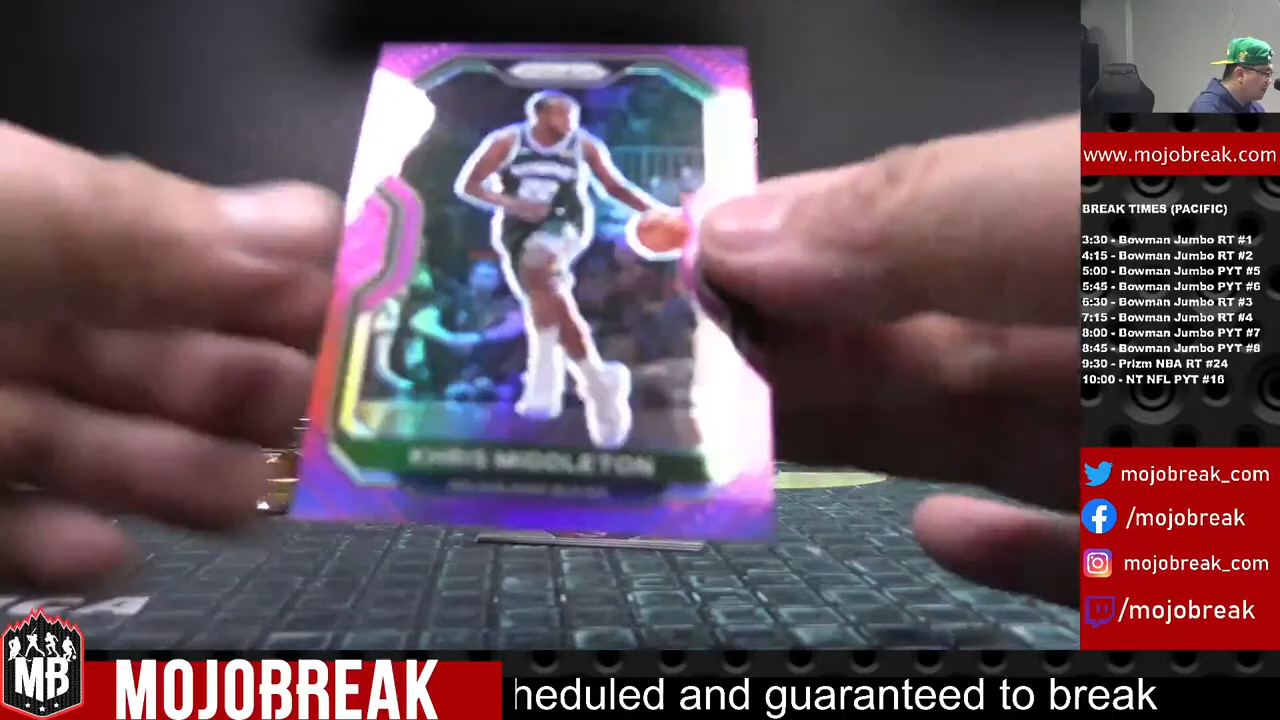 PRIZM
KHRIS MIDDLETON
www.mojobreak.com
BREAK TIMES (PACIFIC)
3:30 - Bowman Jumbo RT #1
4:15 - Bowman Jumbo RT #2
5:00 - Bowman Jumbo PYT #5
5:45 - Bowman Jumbo PYT #6
6:30 - Bowman Jumbo RT #3
7:15 - Bowman Jumbo RT #4
8:00 - Bowman Jumbo PYT #7
8:45 - Bowman Jumbo PYT #8
9:30 - Prizm NBA RT #24
10:00 - NT NFL PYT #16
mojobreak_com
/mojobreak
mojobreak_com
/mojobreak
MB
MOJOBREAK
heduled and guaranteed to break